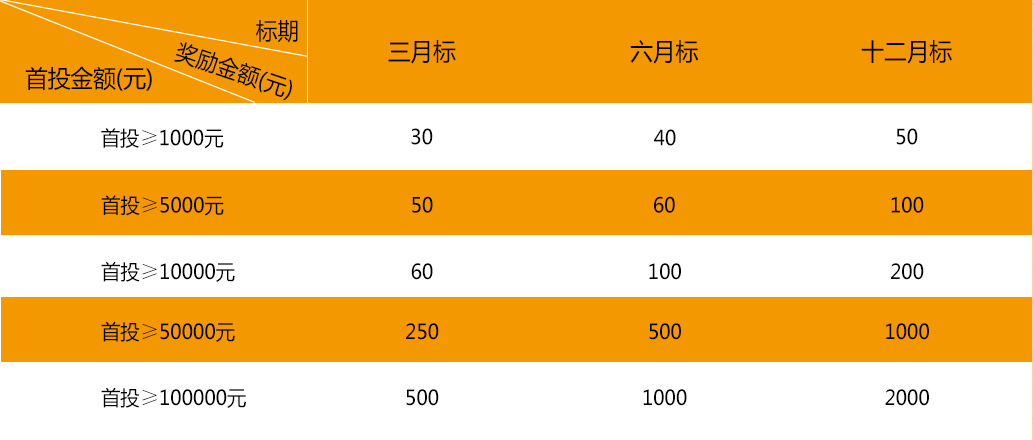 标期
奖励金额(元)
首投金额(元)
三月标 六月标 十二月标
首投≥1000元 30 40 50
首投≥5000元 50 60 100
首投≥10000元 60 100 200
首投≥50000元 250 500 1000
首投≥100000元 500 1000 2000